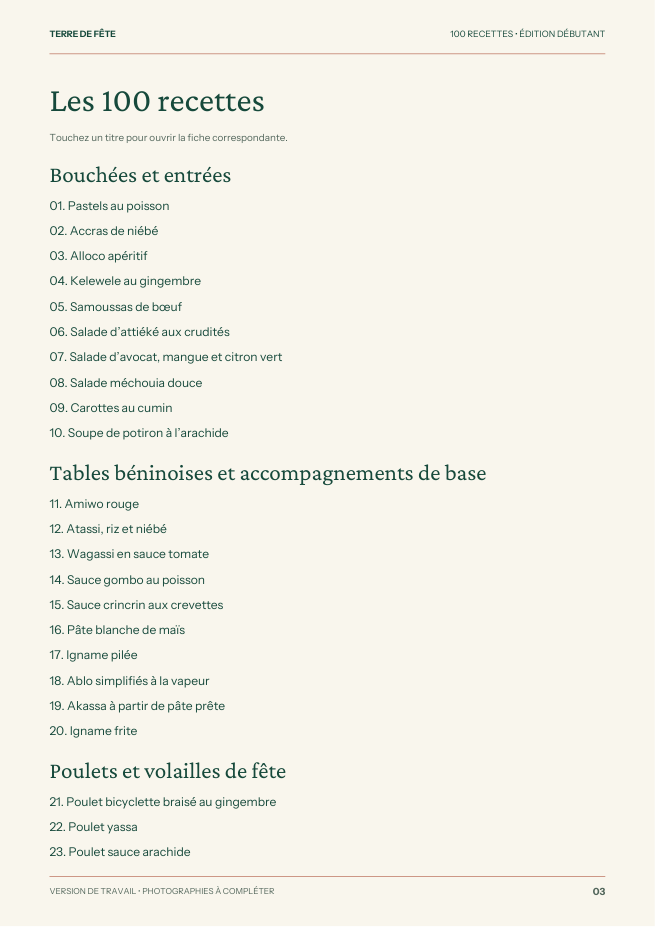 TERRE DE FÊTE
100 RECETTES • ÉDITION DÉBUTANT
Les 100 recettes
Touchez un titre pour ouvrir la fiche correspondante.
Bouchées et entrées
01. Pastels au poisson
02. Accras de niébé
03. Alloco apéritif
04. Kelewele au gingembre
05. Samoussas de bœuf
06. Salade d’attiéké aux crudités
07. Salade d’avocat, mangue et citron vert
08. Salade méchouia douce
09. Carottes au cumin
10. Soupe de potiron à l’arachide
Tables béninoises et accompagnements de base
11. Amiwo rouge
12. Atassi, riz et niébé
13. Wagassi en sauce tomate
14. Sauce gombo au poisson
15. Sauce crincrin aux crevettes
16. Pâte blanche de maïs
17. Igname pilée
18. Ablo simplifiés à la vapeur
19. Akassa à partir de pâte prête
20. Igname frite
Poulets et volailles de fête
21. Poulet bicyclette braisé au gingembre
22. Poulet yassa
23. Poulet sauce arachide
VERSION DE TRAVAIL • PHOTOGRAPHIES À COMPLÉTER
03